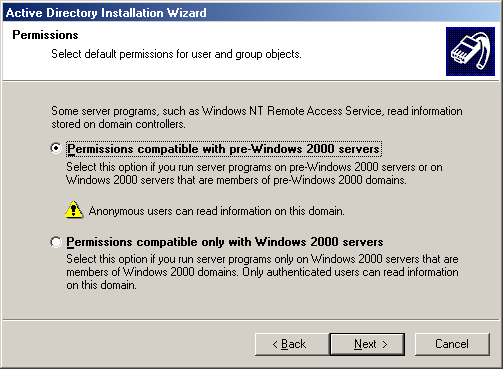 Active Directory Installation Wizard
Permissions
Select default permissions for user and group objects.
Some server programs, such as Windows NT Remote Access Service, read information
stored on domain controllers.
Permissions compatible with pre-Windows 2000 servers
Select this option if you run server programs on pre-Windows 2000 servers or on
Windows 2000 servers that are members of pre-Windows 2000 domains.
Anonymous users can read information on this domain.
Permissions compatible only with Windows 2000 servers
Select this option if you run server programs only on Windows 2000 servers that are
members of Windows 2000 domains. Only authenticated users can read information
on this domain.
< Back Next > Cancel